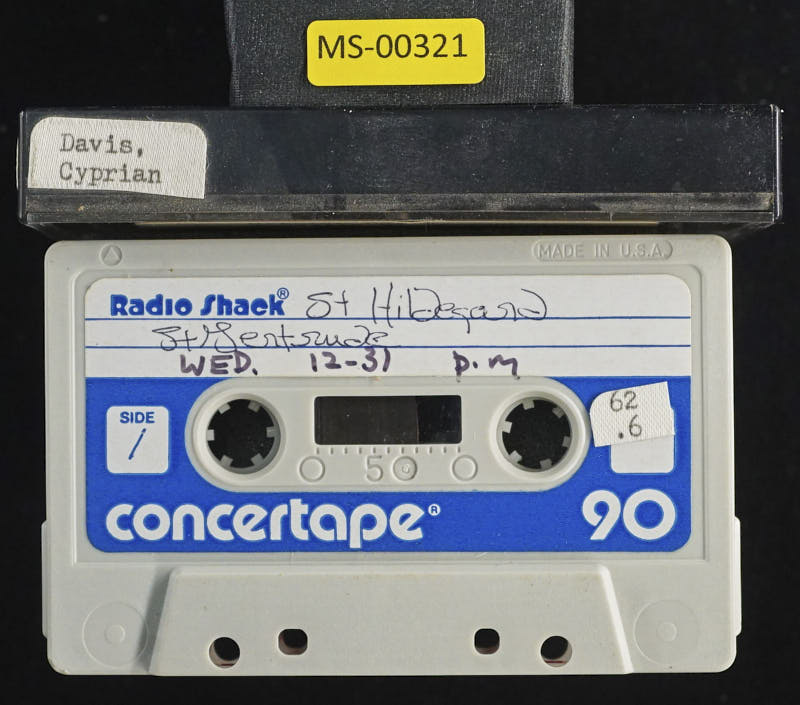 MS-00321
Davis,
Cyprian
MADE IN U.S.A.
Radio Shack® St Hildegard
St Gertrude
WED. 12-31 p.m
SIDE
1
62
.6
50
concertape® 90